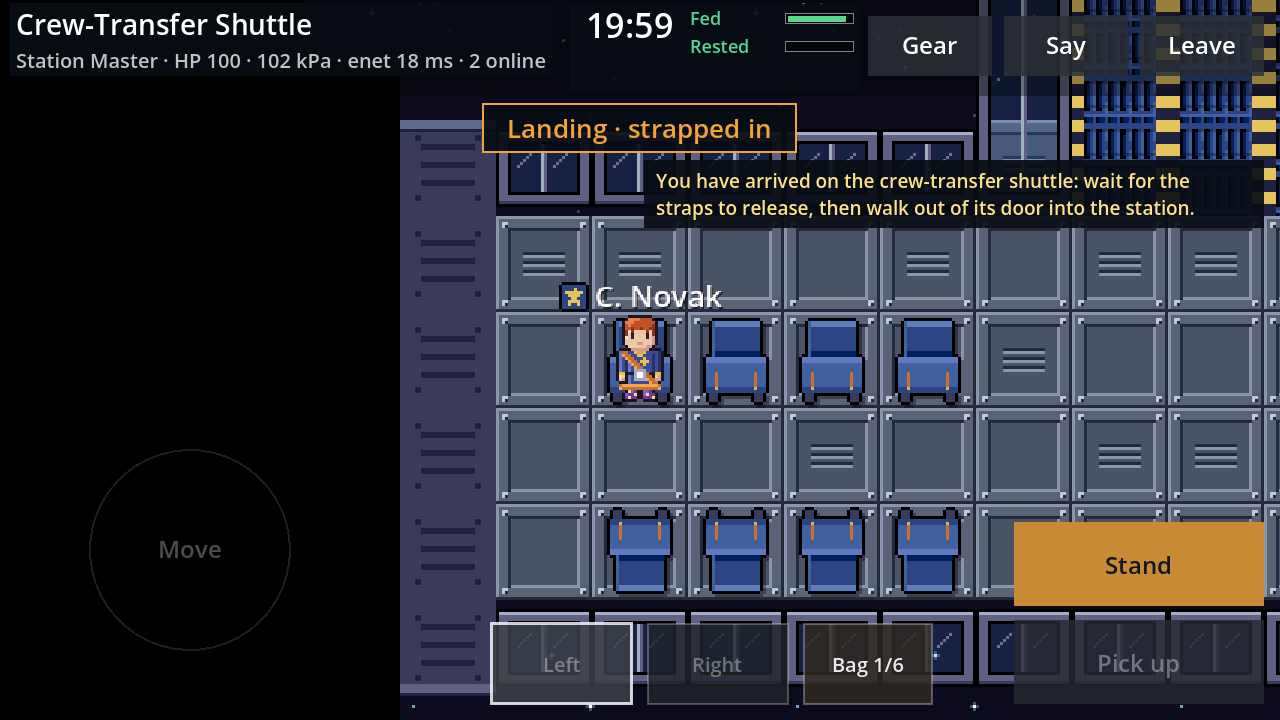 Crew-Transfer Shuttle
Station Master · HP 100 · 102 kPa · enet 18 ms · 2 online
19:59
Fed
Rested
Gear
Say
Leave
Landing · strapped in
You have arrived on the crew-transfer shuttle: wait for the
straps to release, then walk out of its door into the station.
C. Novak
Move
Stand
Left
Right
Bag 1/6
Pick up